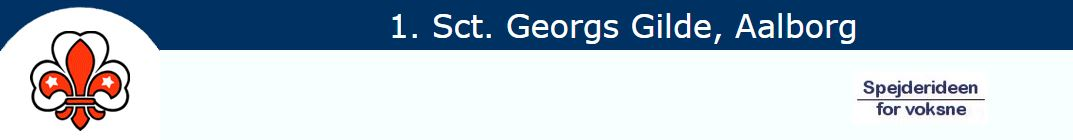 1. Sct. Georgs Gilde, Aalborg
Spejderideen
for voksne